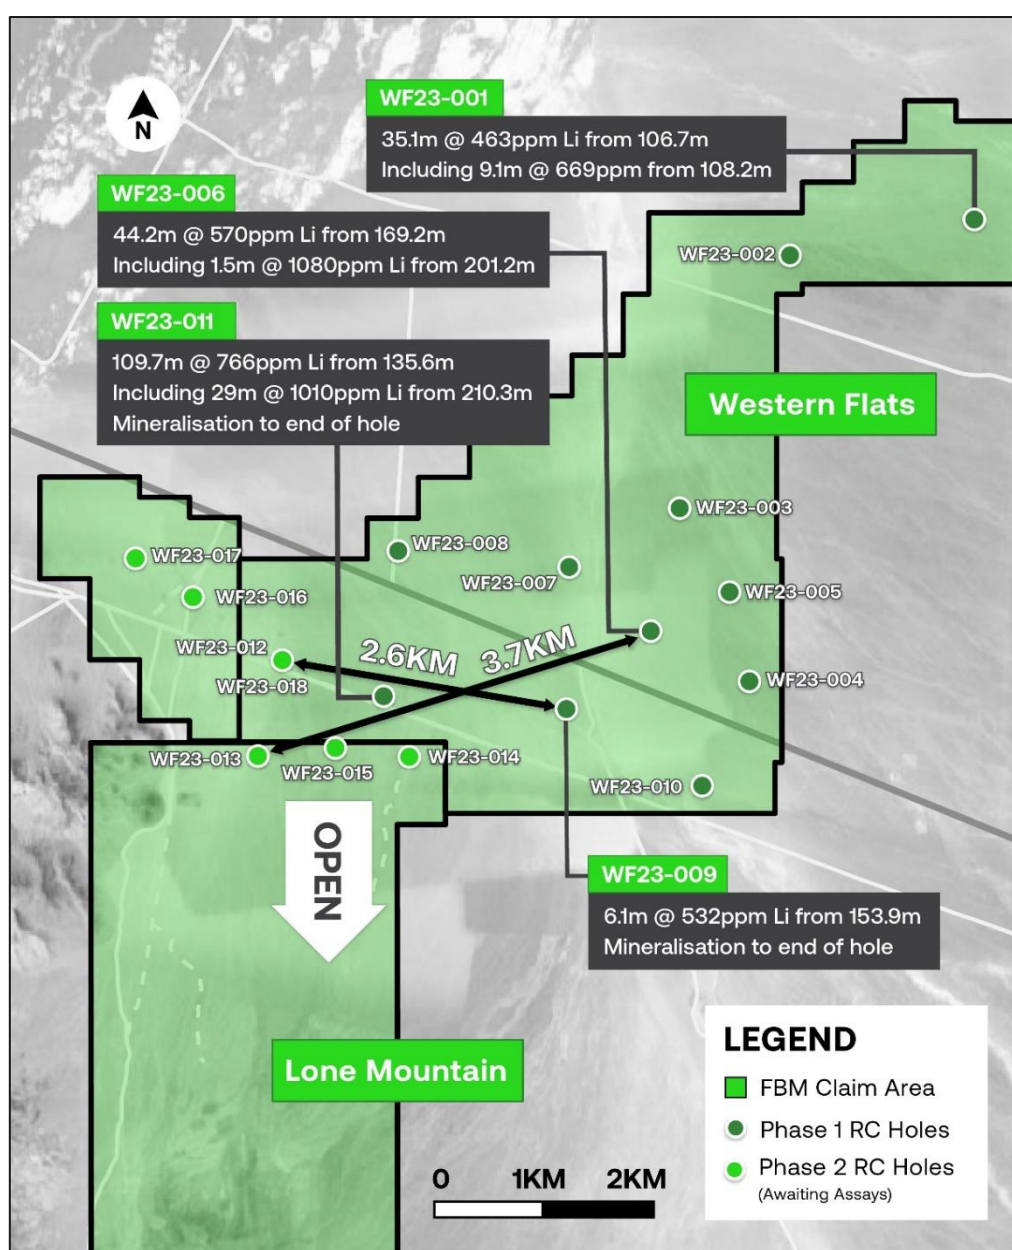 WF23-001
35.1m @ 463ppm Li from 106.7m
Including 9.1m @ 669ppm from 108.2m
N
WF23-006
44.2m @ 570ppm Li from 169.2m
Including 1.5m @ 1080ppm Li from 201.2m
WF23-002
WF23-011
109.7m @ 766ppm Li from 135.6m
Including 29m @ 1010ppm Li from 210.3m
Mineralisation to end of hole
Western Flats
WF23-003
WF23-008
WF23-017
WF23-007
WF23-005
WF23-016
WF23-012
2.6KM
3.7KM
WF23-018
WF23-004
WF23-013
WF23-015
WF23-014
WF23-010
OPEN
WF23-009
6.1m @ 532ppm Li from 153.9m
Mineralisation to end of hole
Lone Mountain
LEGEND
FBM Claim Area
Phase 1 RC Holes
Phase 2 RC Holes
(Awaiting Assays)
0 1KM 2KM